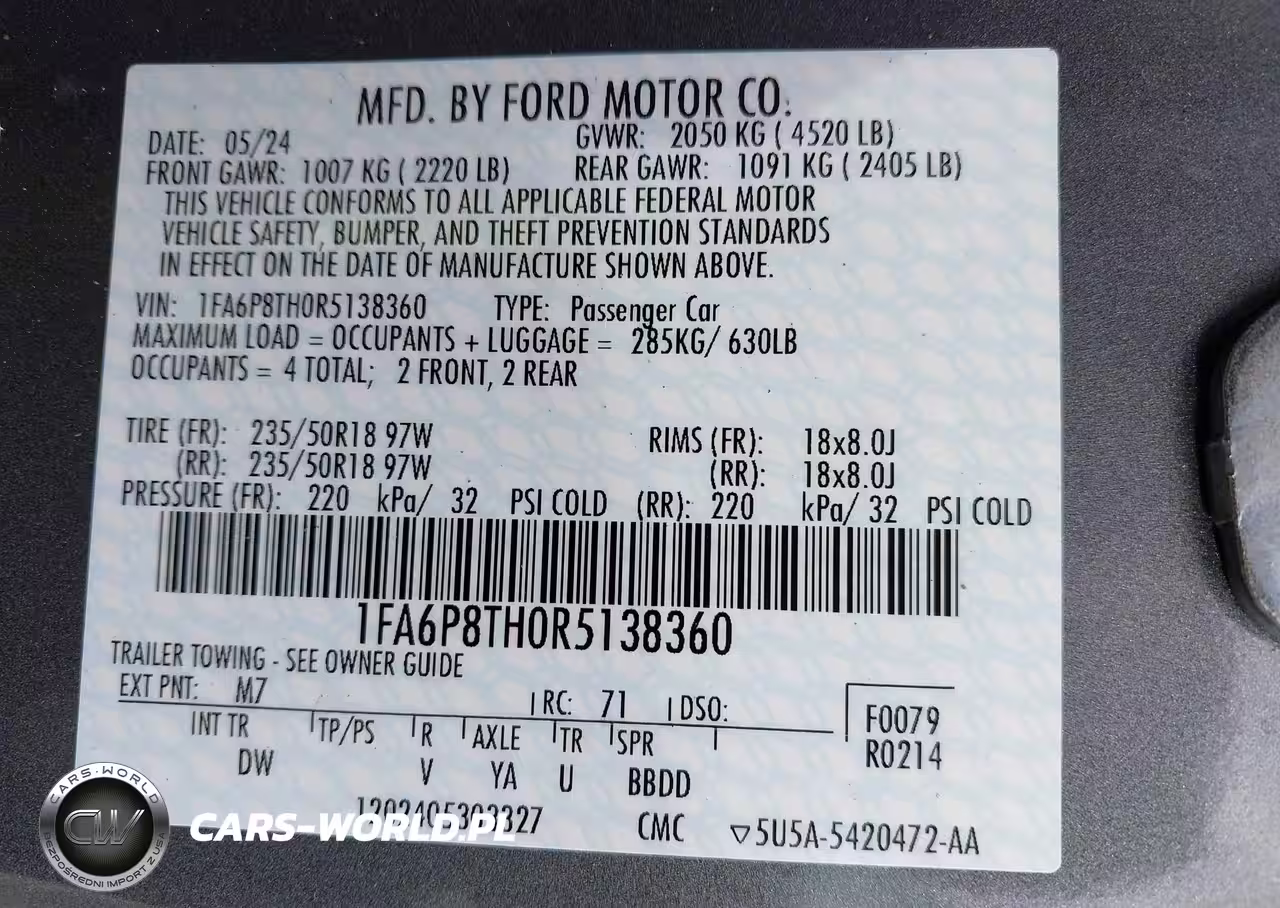 MFD. BY FORD MOTOR CO.
DATE: 05/24 GVWR: 2050 KG ( 4520 LB)
FRONT GAWR: 1007 KG ( 2220 LB) REAR GAWR: 1091 KG ( 2405 LB)
THIS VEHICLE CONFORMS TO ALL APPLICABLE FEDERAL MOTOR
VEHICLE SAFETY, BUMPER, AND THEFT PREVENTION STANDARDS
IN EFFECT ON THE DATE OF MANUFACTURE SHOWN ABOVE.
VIN: 1FA6P8TH0R5138360 TYPE: Passenger Car
MAXIMUM LOAD = OCCUPANTS + LUGGAGE = 285KG/ 630LB
OCCUPANTS = 4 TOTAL; 2 FRONT, 2 REAR
TIRE (FR): 235/50R18 97W RIMS (FR): 18x8.0J
(RR): 235/50R18 97W (RR): 18x8.0J
PRESSURE (FR): 220 kPa/ 32 PSI COLD (RR): 220 kPa/ 32 PSI COLD
1FA6P8TH0R5138360
TRAILER TOWING - SEE OWNER GUIDE
EXT PNT: M7 RC: 71 DSO:
F0079
R0214
INT TR TP/PS R AXLE TR SPR
DW V YA U BBDD
CMC ▽5U5A-5420472-AA
CARS-WORLD
CW
BEZPOŚREDNI IMPORT Z USA
CARS-WORLD.PL